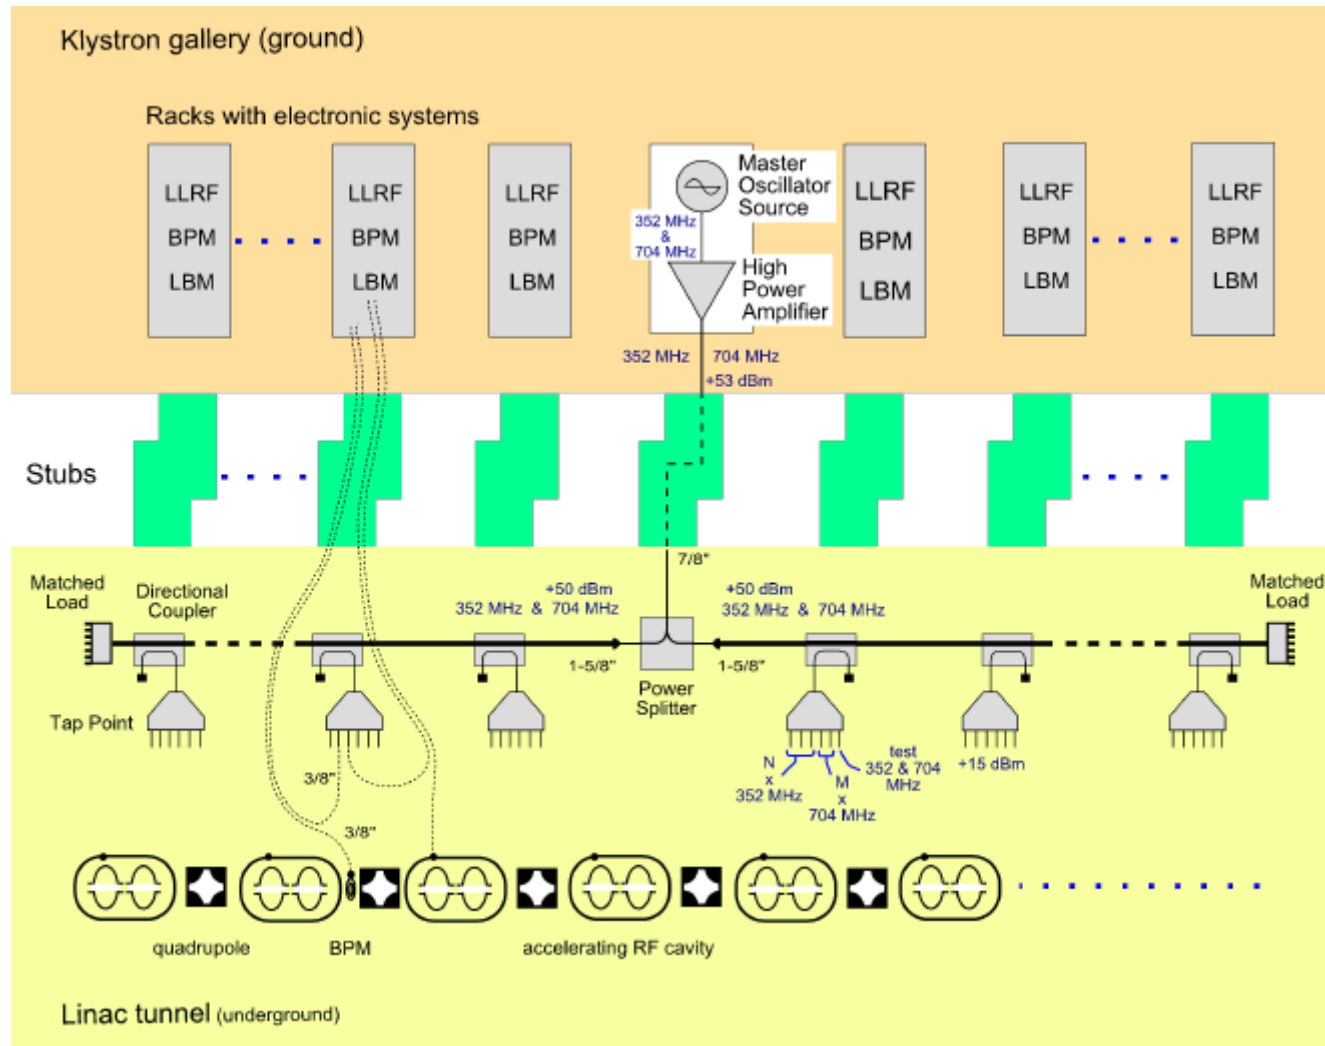 Klystron gallery (ground)
Racks with electronic systems
LLRF
BPM
LBM
LLRF
BPM
LBM
LLRF
BPM
LBM
Master
Oscillator
Source
352 MHz
&
704 MHz
High
Power
Amplifier
LLRF
BPM
LBM
LLRF
BPM
LBM
LLRF
BPM
LBM
352 MHz 704 MHz
+53 dBm
Stubs
7/8"
Matched
Load
Directional
Coupler
+50 dBm
352 MHz & 704 MHz
+50 dBm
352 MHz & 704 MHz
Matched
Load
1-5/8"
1-5/8"
Power
Splitter
Tap Point
3/8"
N
x
352 MHz
M
x
704 MHz
test
352 & 704
MHz
+15 dBm
3/8"
quadrupole
BPM
accelerating RF cavity
Linac tunnel (underground)